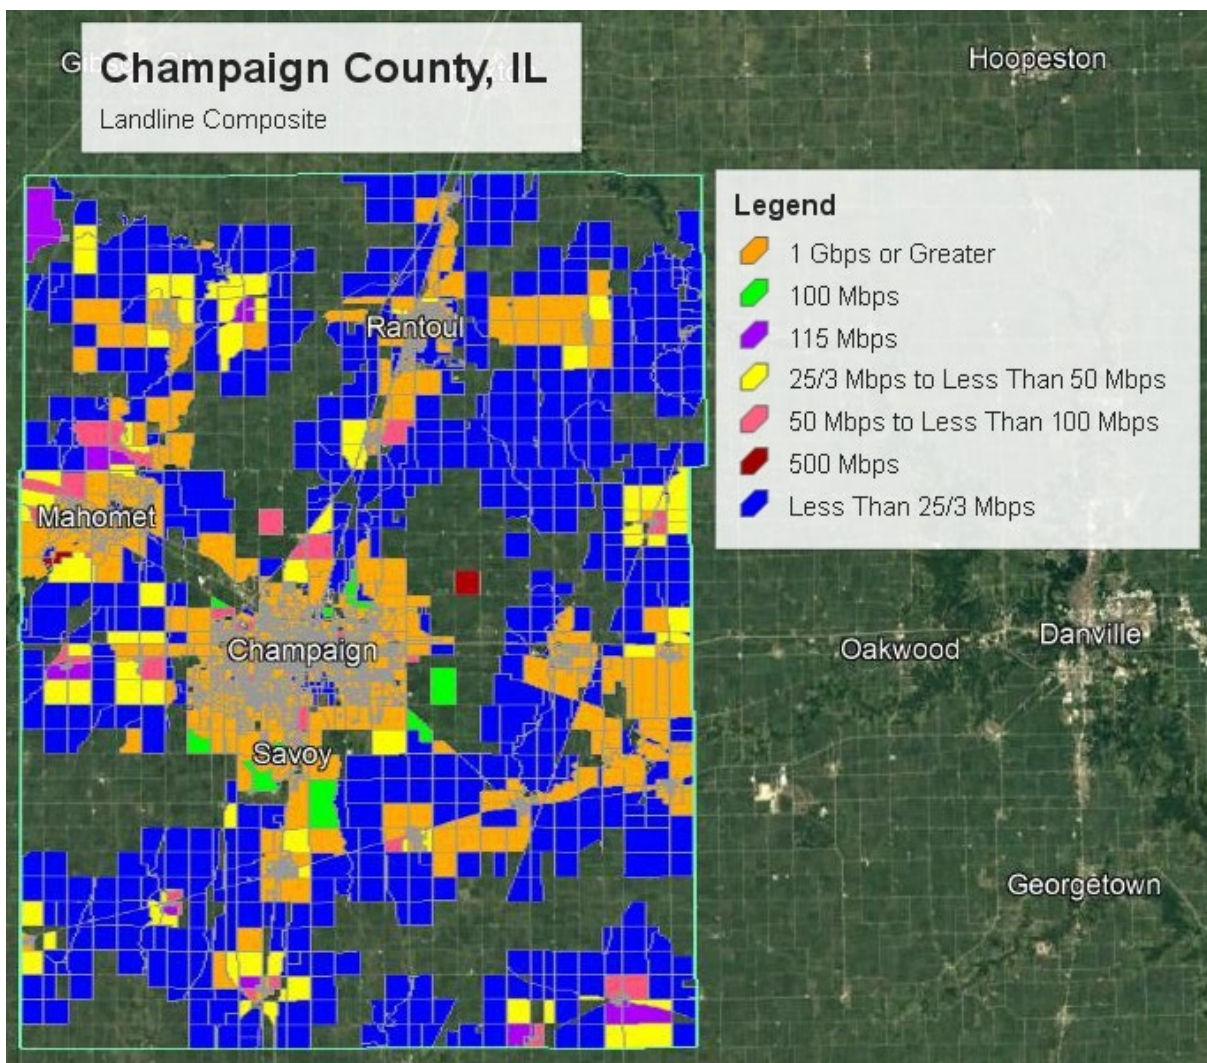 Champaign County, IL
Landline Composite
Hoopeston
Legend
1 Gbps or Greater
100 Mbps
115 Mbps
25/3 Mbps to Less Than 50 Mbps
50 Mbps to Less Than 100 Mbps
500 Mbps
Less Than 25/3 Mbps
Rantoul
Mahomet
Champaign
Oakwood
Danville
Savoy
Georgetown